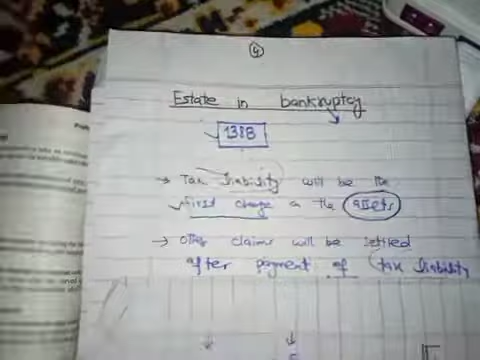 4
Estate in bankruptcy
138B
→ Tax liability will be the
first charge on the assets
→ Other claims will be settled
after payment of tax liability